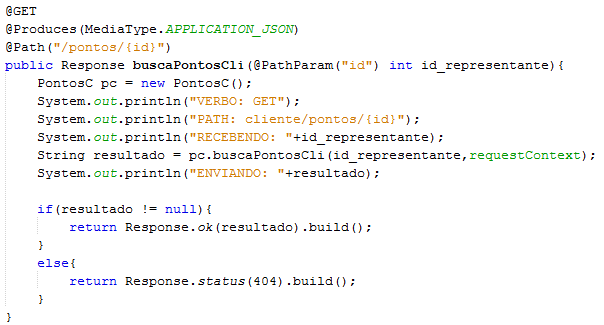 @GET
@Produces(MediaType.APPLICATION_JSON)
@Path("/pontos/{id}")
public Response buscaPontosCli(@PathParam("id") int id_representante){
    PontosC pc = new PontosC();
    System.out.println("VERBO: GET");
    System.out.println("PATH: cliente/pontos/{id}");
    System.out.println("RECEBENDO: "+id_representante);
    String resultado = pc.buscaPontosCli(id_representante,requestContext);
    System.out.println("ENVIANDO: "+resultado);

    if(resultado != null){
        return Response.ok(resultado).build();
    }
    else{
        return Response.status(404).build();
    }
}